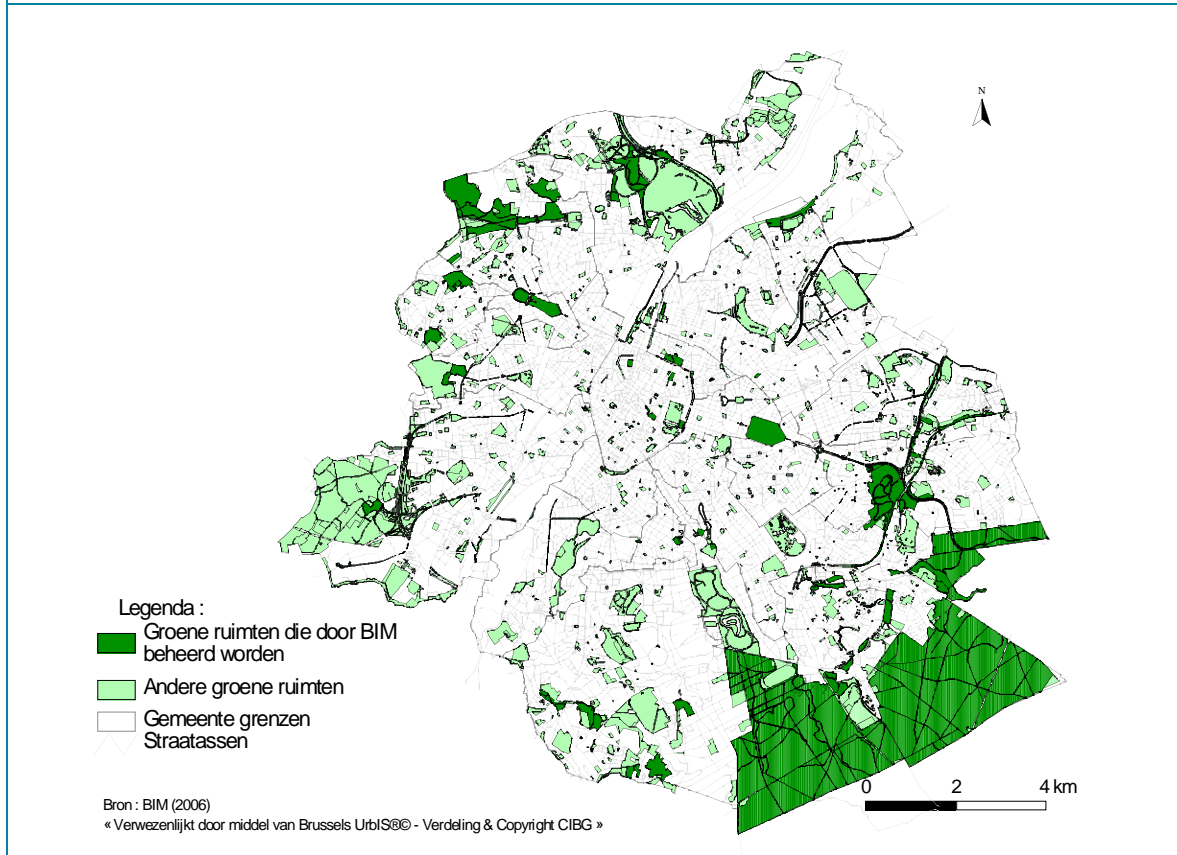 N
Legenda :
Groene ruimten die door BIM
beheerd worden
Andere groene ruimten
Gemeente grenzen
Straatassen
0 2 4 km
Bron : BIM (2006)
« Verwezenlijkt door middel van Brussels UrbIS®© - Verdeling & Copyright CIBG »